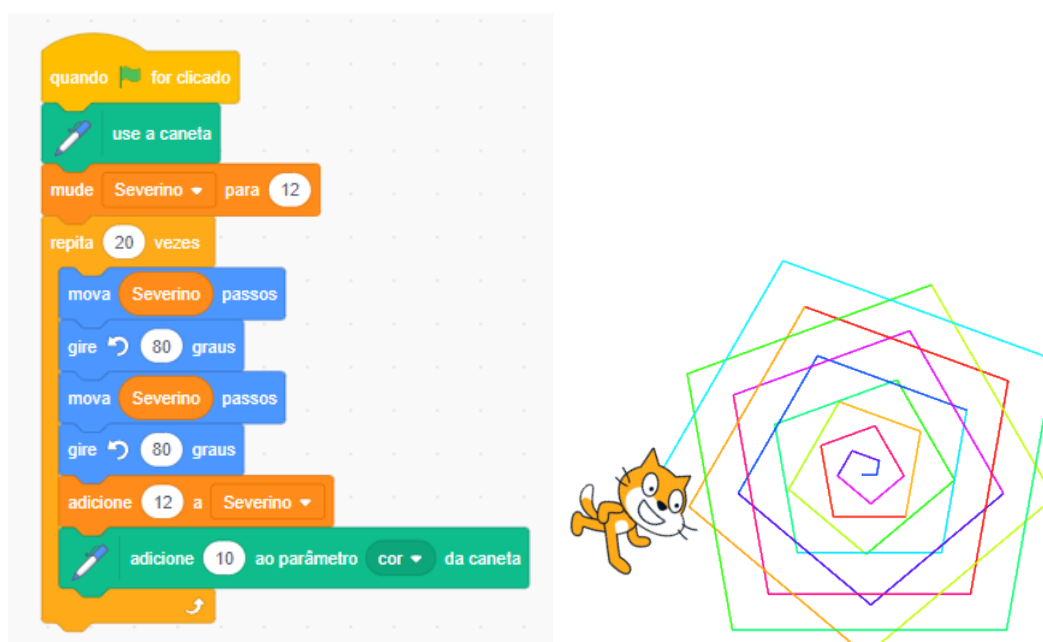 quando for clicado
use a caneta
mude Severino para 12
repita 20 vezes
mova Severino passos
gire 80 graus
mova Severino passos
gire 80 graus
adicione 12 a Severino
adicione 10 ao parâmetro cor da caneta